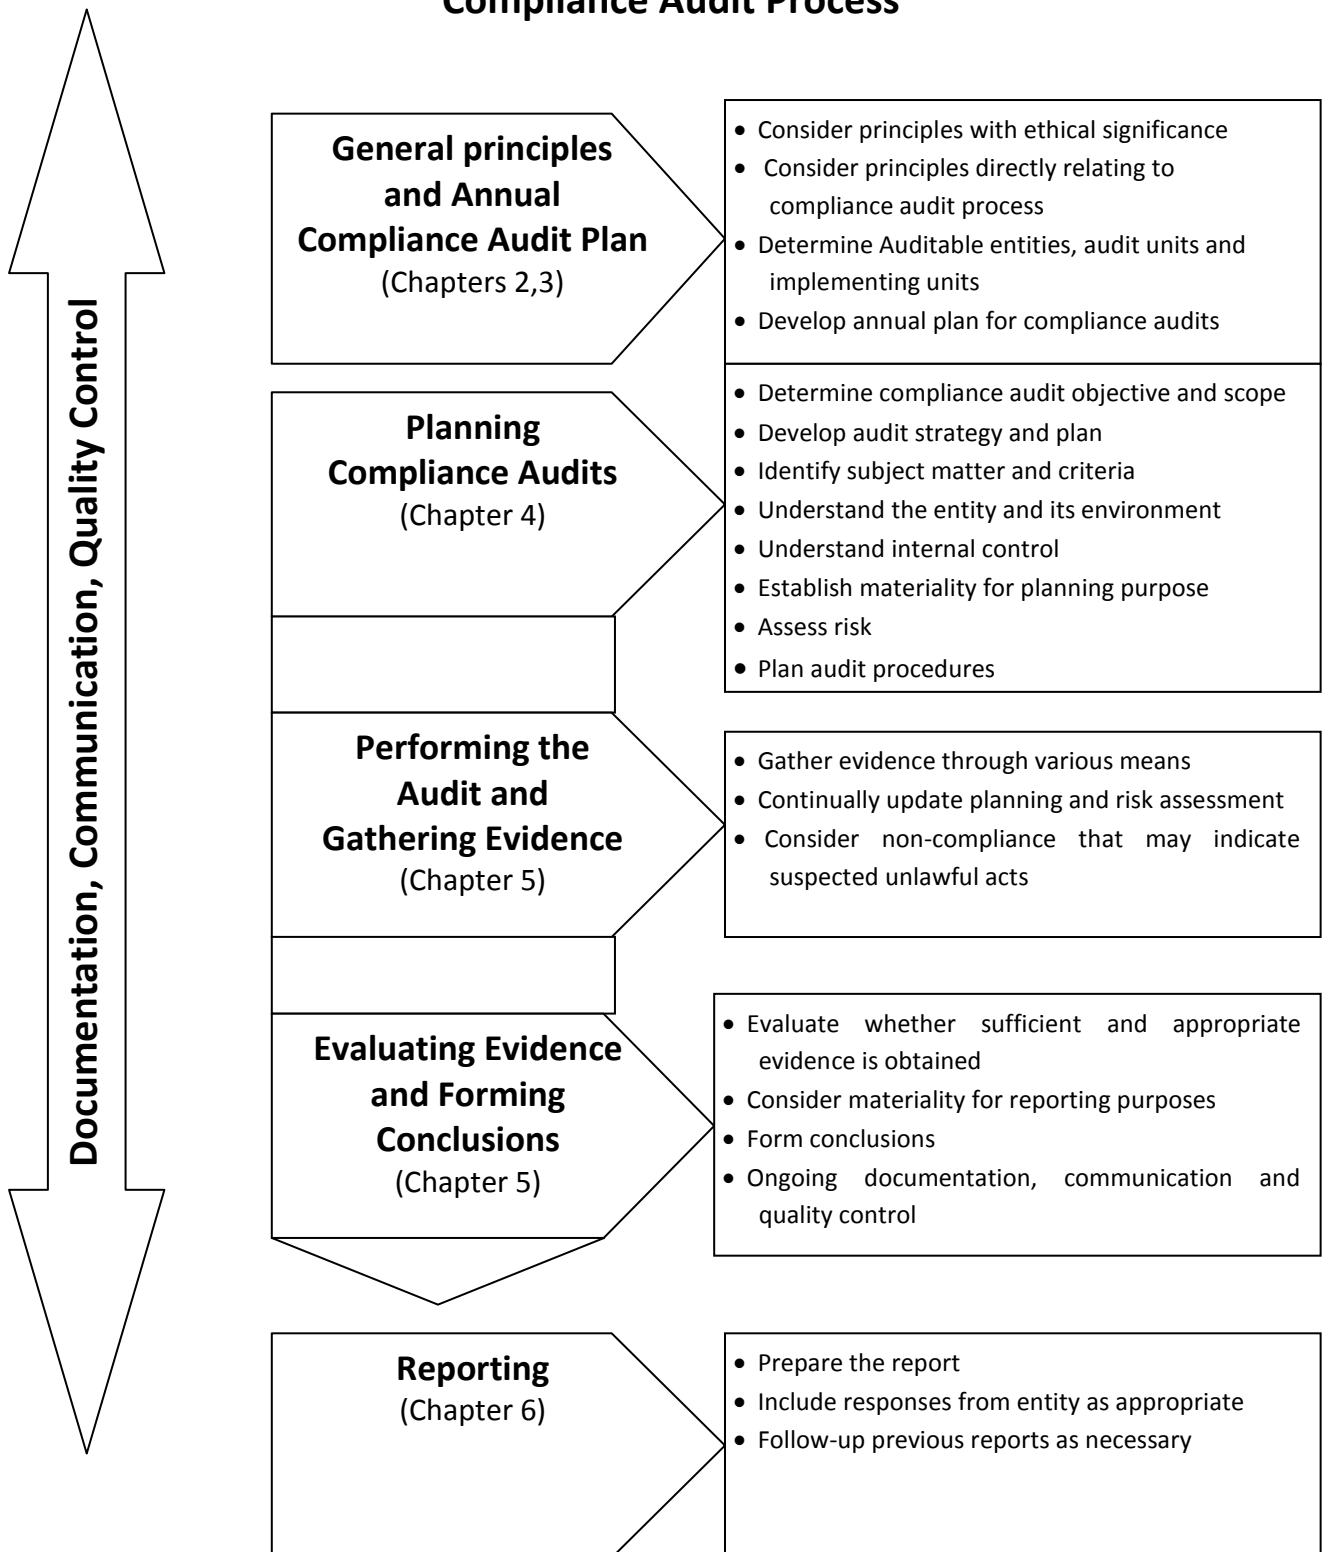 Compliance Audit Process
Documentation, Communication, Quality Control
General principles
and Annual
Compliance Audit Plan
(Chapters 2,3)
• Consider principles with ethical significance
• Consider principles directly relating to
compliance audit process
• Determine Auditable entities, audit units and
implementing units
• Develop annual plan for compliance audits
Planning
Compliance Audits
(Chapter 4)
• Determine compliance audit objective and scope
• Develop audit strategy and plan
• Identify subject matter and criteria
• Understand the entity and its environment
• Understand internal control
• Establish materiality for planning purpose
• Assess risk
• Plan audit procedures
Performing the
Audit and
Gathering Evidence
(Chapter 5)
• Gather evidence through various means
• Continually update planning and risk assessment
• Consider non-compliance that may indicate
suspected unlawful acts
Evaluating Evidence
and Forming
Conclusions
(Chapter 5)
• Evaluate whether sufficient and appropriate
evidence is obtained
• Consider materiality for reporting purposes
• Form conclusions
• Ongoing documentation, communication and
quality control
Reporting
(Chapter 6)
• Prepare the report
• Include responses from entity as appropriate
• Follow-up previous reports as necessary